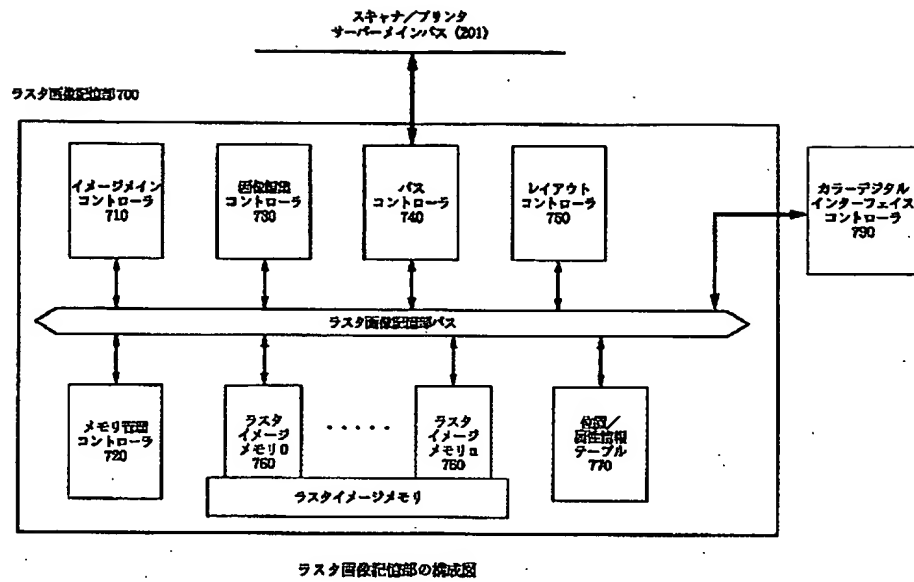 スキャナ/プリンタ
サーバーメインバス(201)
ラスタ画像記憶部700
イメージメイン
コントローラ
710
画像編集
コントローラ
730
バス
コントローラ
740
レイアウト
コントローラ
750
カラーデジタル
インターフェイス
コントローラ
790
ラスタ画像記憶部バス
メモリ管理
コントローラ
720
ラスタ
イメージ
メモリ0
760
・・・・・
ラスタ
イメージ
メモリn
760
位置/
属性情報
テーブル
770
ラスタイメージメモリ
ラスタ画像記憶部の構成図